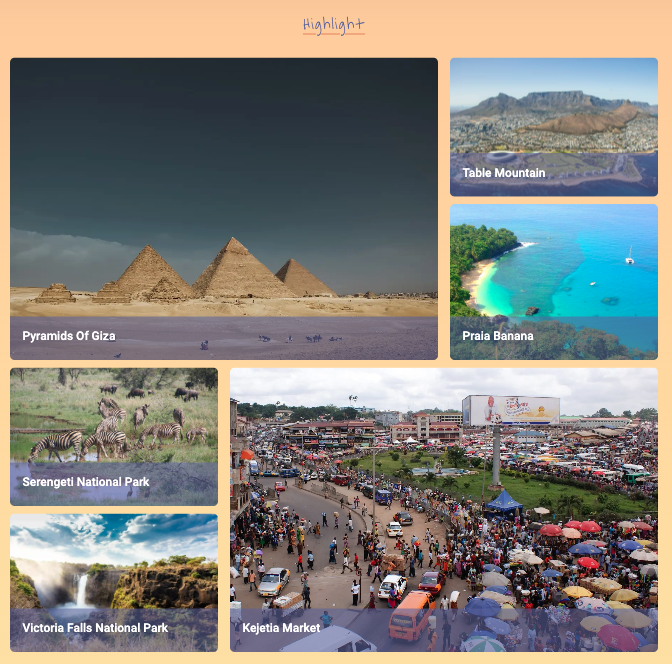 Highlight
Pyramids Of Giza
Table Mountain
Praia Banana
Serengeti National Park
Victoria Falls National Park
Kejetia Market